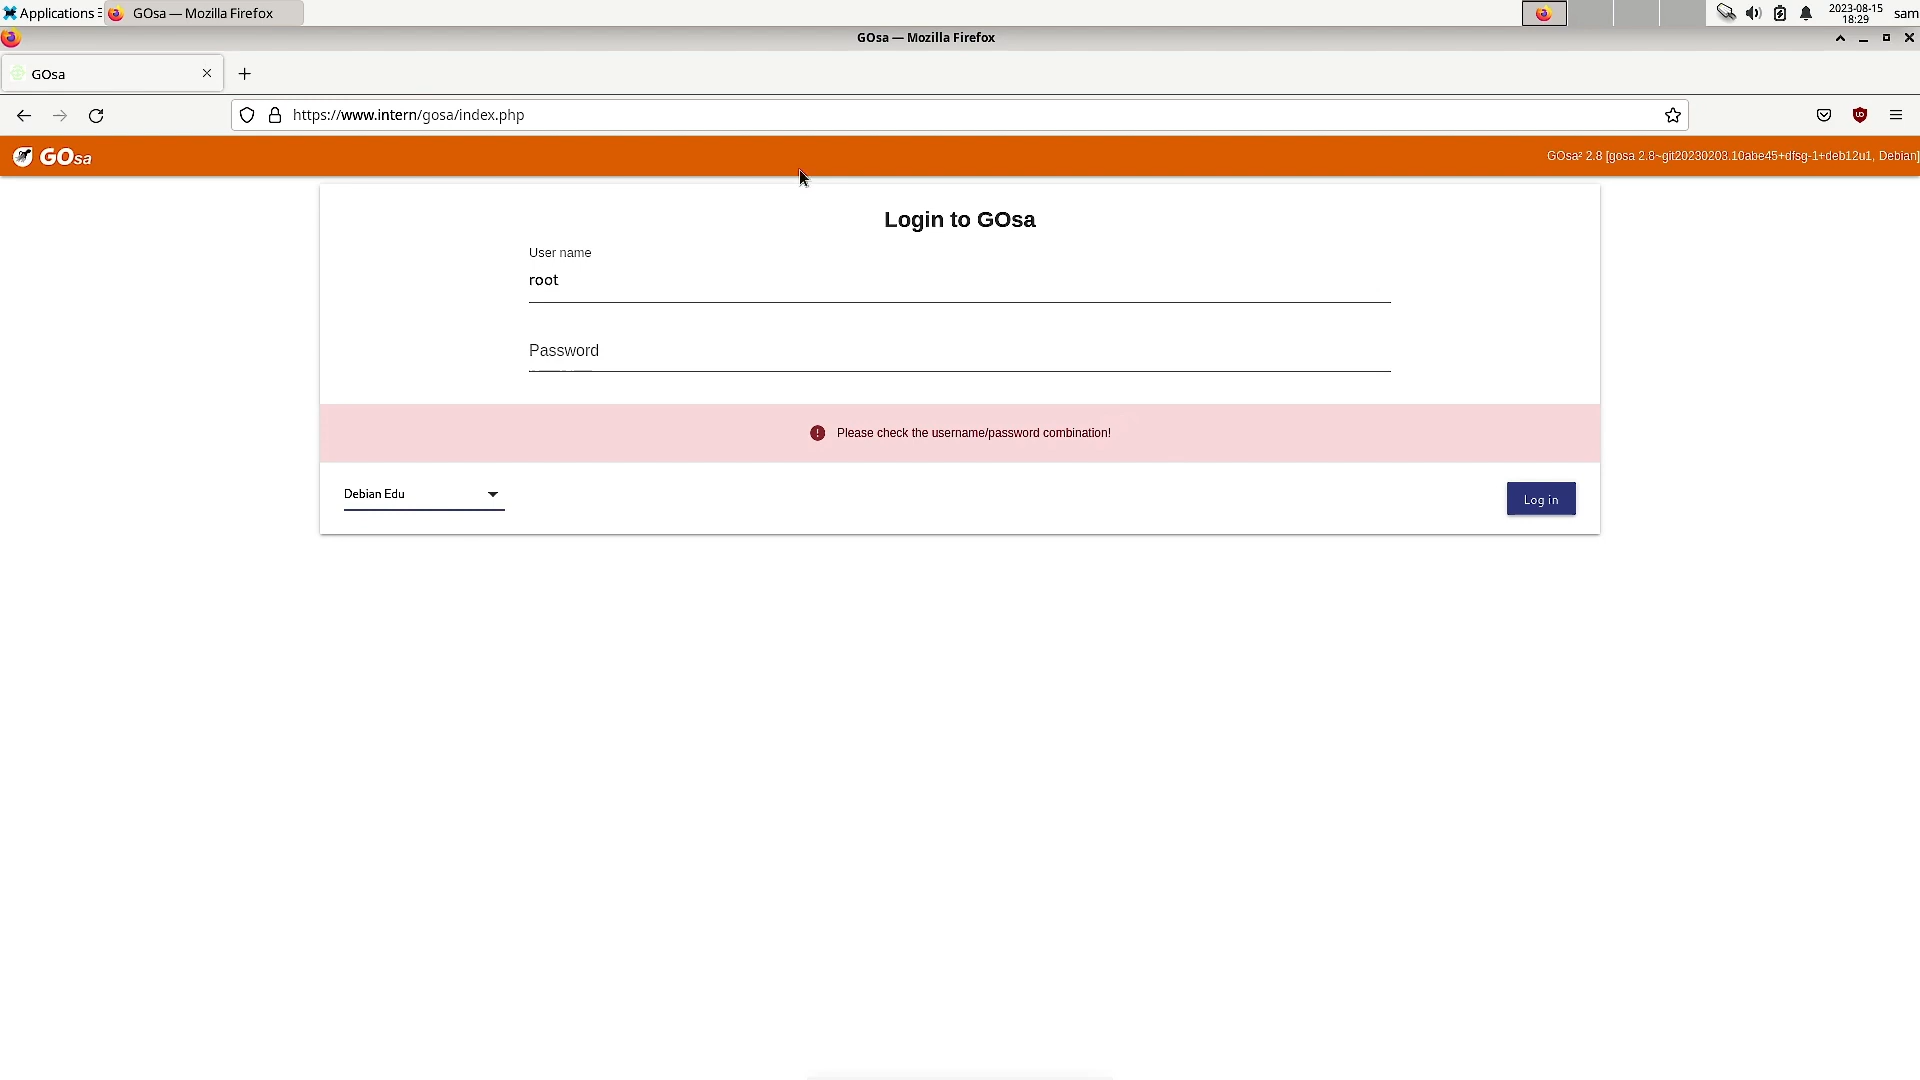 Applications
GOsa — Mozilla Firefox
2023-08-15
18:29
sam
GOsa — Mozilla Firefox
GOsa
https://www.intern/gosa/index.php
GOsa
GOsa² 2.8 [gosa 2.8~git20230203.10abe45+dfsg-1+deb12u1, Debian]
Login to GOsa
User name
root
Password
Please check the username/password combination!
Debian Edu
Log in